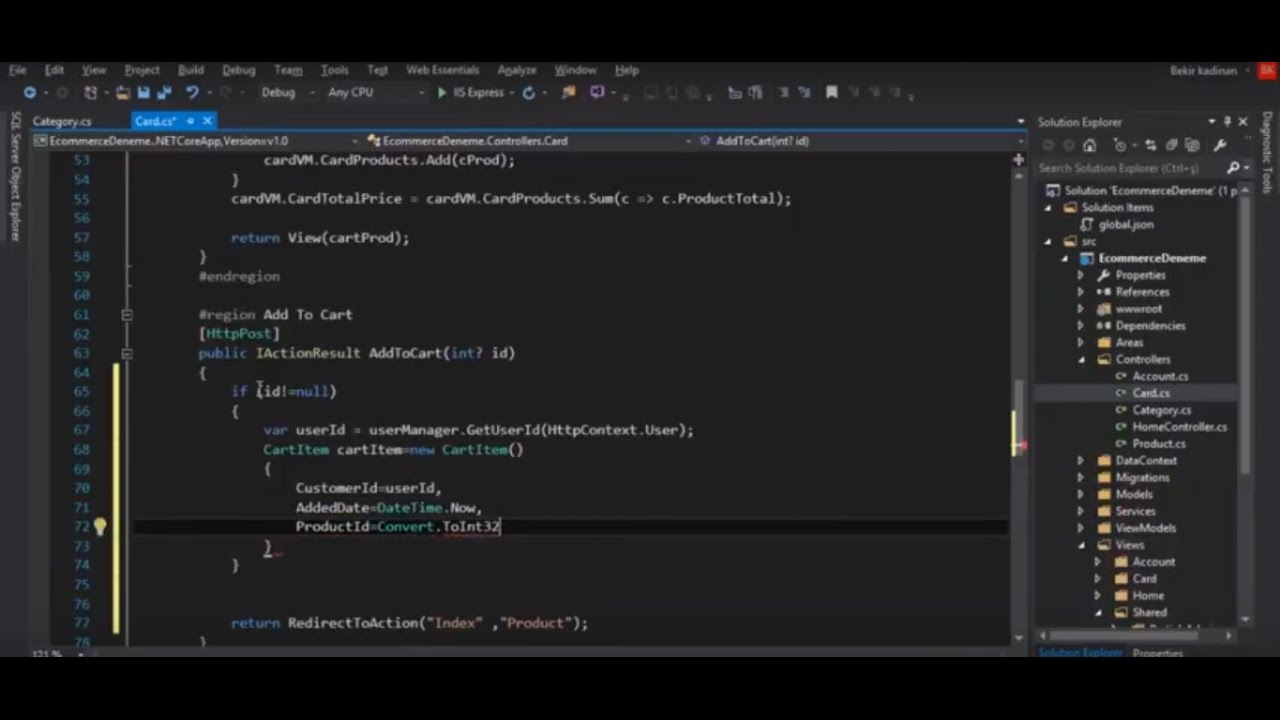 File Edit View Project Build Debug Team Tools Test Web Essentials Analyze Window Help Bekir kadinan BK
Debug Any CPU IIS Express
SQL Server Object Explorer
Category.cs Card.cs*
EcommerceDeneme..NETCoreApp,Version=v1.0 EcommerceDeneme.Controllers.Card AddToCart(int? id)
53 cardVM.CardProducts.Add(cProd);
54 }
55 cardVM.CardTotalPrice = cardVM.CardProducts.Sum(c => c.ProductTotal);
56
57 return View(cartProd);
58 }
59 #endregion
60
61 #region Add To Cart
62 [HttpPost]
63 public IActionResult AddToCart(int? id)
64 {
65 if (id!=null)
66 {
67 var userId = userManager.GetUserId(HttpContext.User);
68 CartItem cartItem=new CartItem()
69 {
70 CustomerId=userId,
71 AddedDate=DateTime.Now,
72 ProductId=Convert.ToInt32
73 }
74 }
75
76
77 return RedirectToAction("Index" ,"Product");
78 }
121 %
Solution Explorer
Search Solution Explorer (Ctrl+ş)
Solution 'EcommerceDeneme' (1 p
Solution Items
global.json
src
EcommerceDeneme
Properties
References
wwwroot
Dependencies
Areas
Controllers
Account.cs
Card.cs
Category.cs
HomeController.cs
Product.cs
DataContext
Migrations
Models
Services
ViewModels
Views
Account
Card
Home
Shared
Solution Explorer Properties
Diagnostic Tools